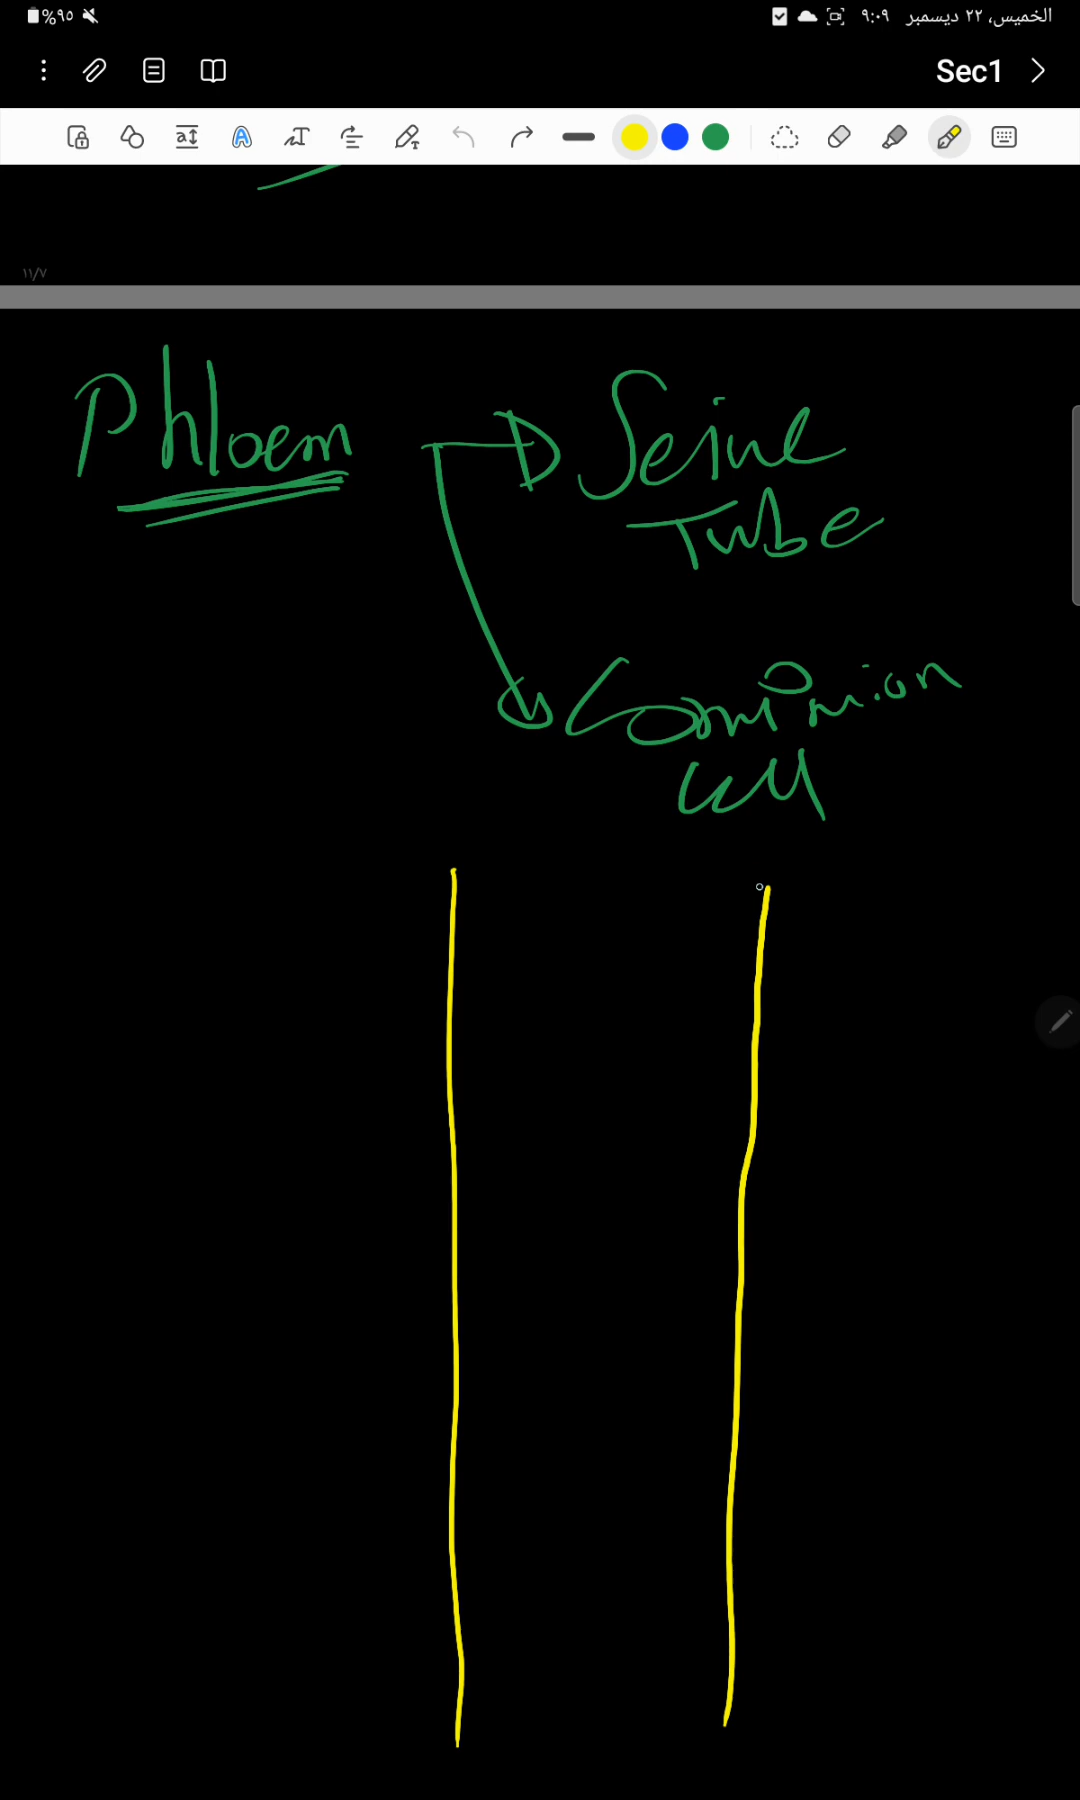 %٩٥ ٩:٠٩ الخميس، ٢٢ ديسمبر
Sec1
١١/٧
Phloem
Seive
Tube
Companion
cell